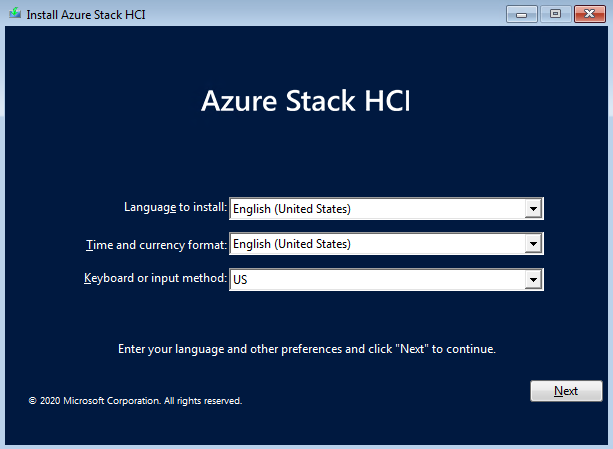 Install Azure Stack HCI
Azure Stack HCI
Language to install: English (United States)
Time and currency format: English (United States)
Keyboard or input method: US
Enter your language and other preferences and click "Next" to continue.
Next
© 2020 Microsoft Corporation. All rights reserved.